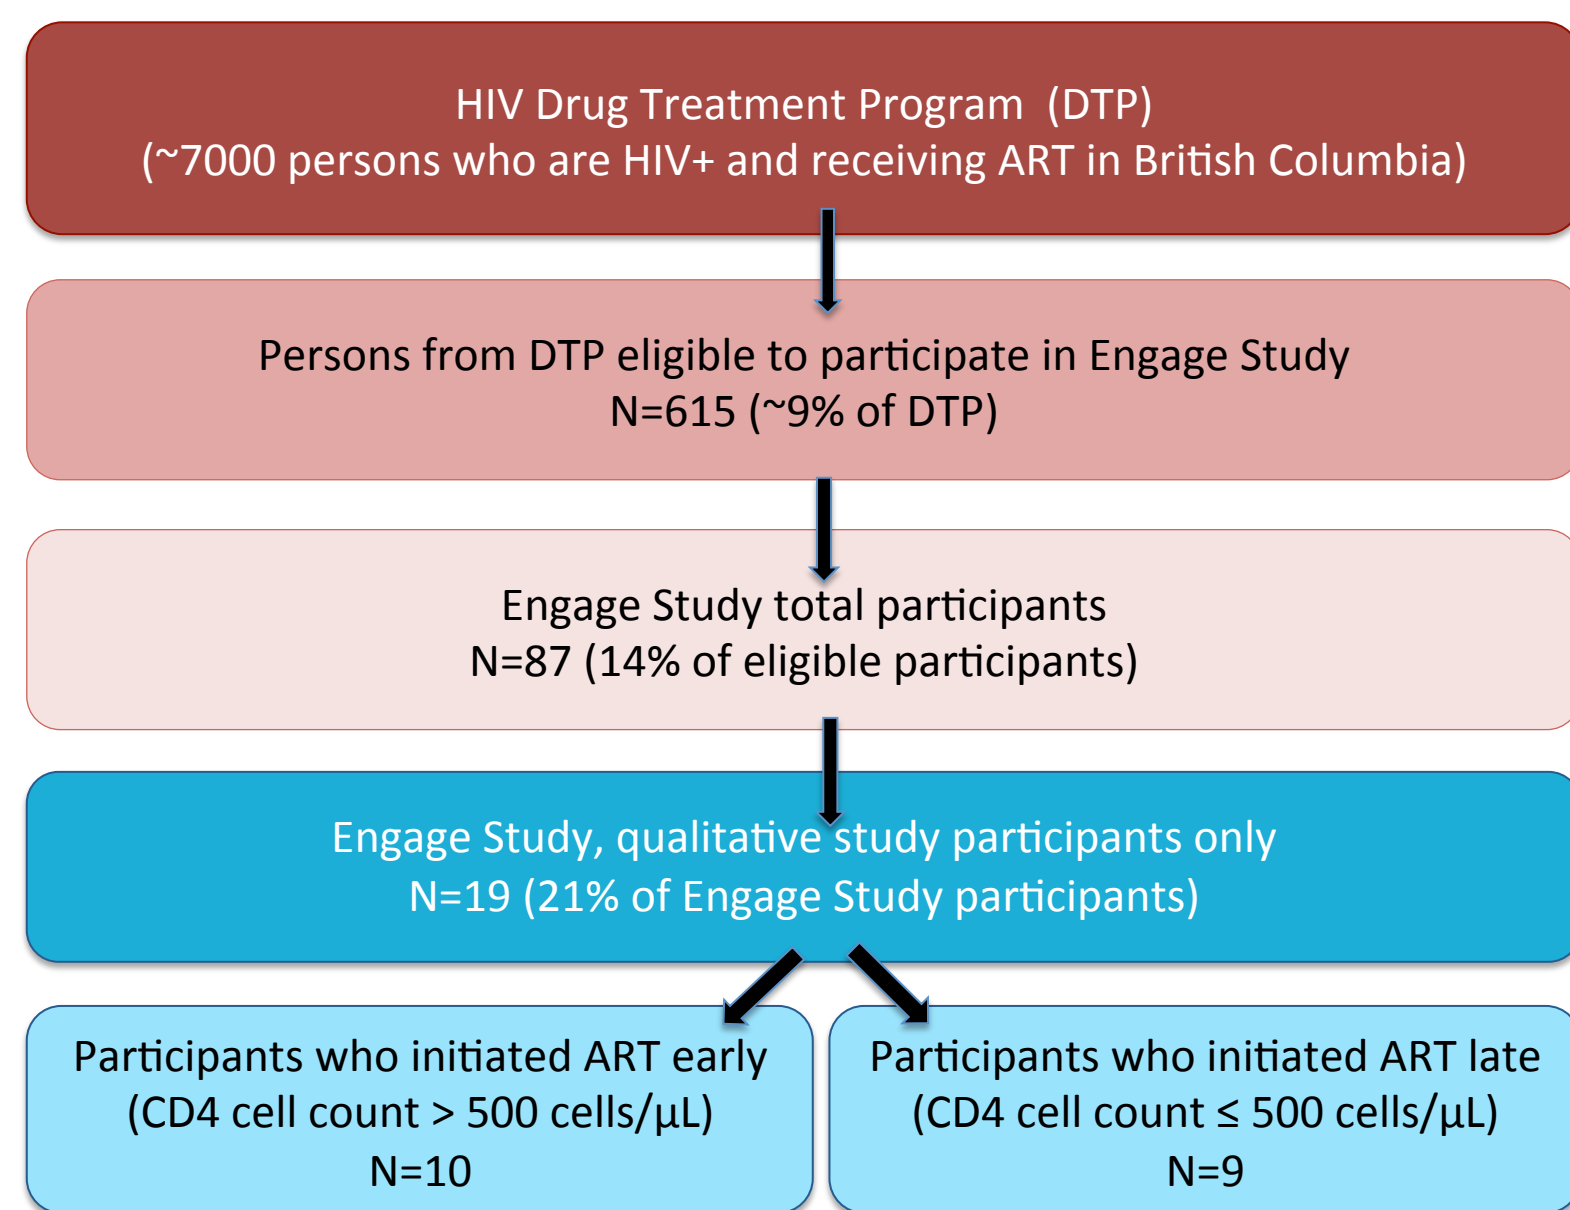 HIV Drug Treatment Program  (DTP)
(~7000 persons who are HIV+ and receiving ART in British Columbia)
Persons from DTP eligible to participate in Engage Study
N=615 (~9% of DTP)
Engage Study total participants
N=87 (14% of eligible participants)
Engage Study, qualitative study participants only
N=19 (21% of Engage Study participants)
Participants who initiated ART early
(CD4 cell count > 500 cells/μL)
N=10
Participants who initiated ART late
(CD4 cell count ≤ 500 cells/μL)
N=9